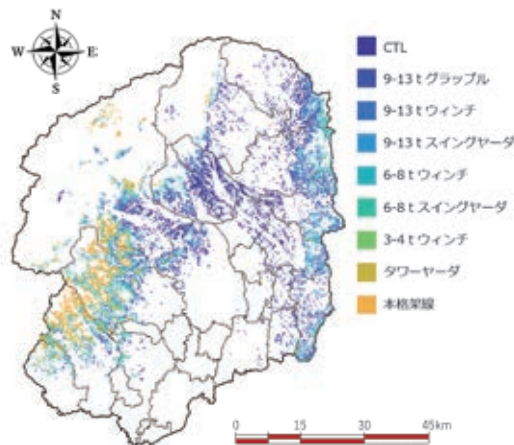 N
W E
S
CTL
9-13 t グラップル
9-13 t ウィンチ
9-13 t スイングヤーダ
6-8 t ウィンチ
6-8 t スイングヤーダ
3-4 t ウィンチ
タワーヤーダ
本格架線
0 15 30 45km